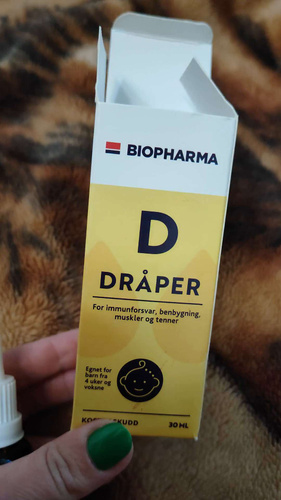 BIOPHARMA
D
DRÅPER
For immunforsvar, benbygning,
muskler og tenner
Egnet for
barn fra
4 uker og
voksne
30 ML